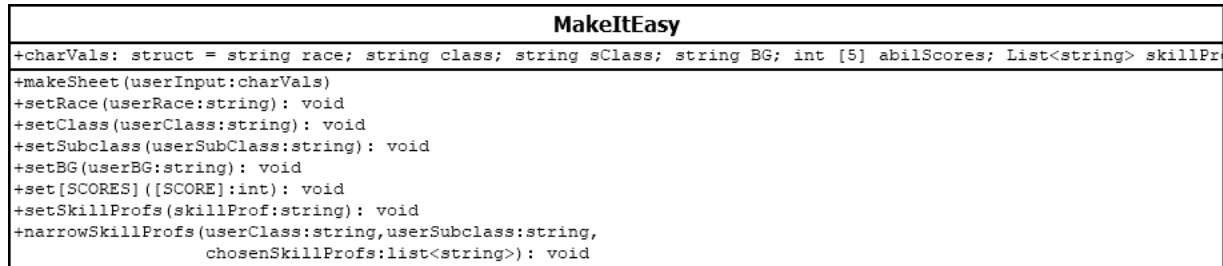 MakeItEasy
+charVals: struct = string race; string class; string sClass; string BG; int [5] abilScores; List<string> skillPr
+makeSheet(userInput:charVals)
+setRace(userRace:string): void
+setClass(userClass:string): void
+setSubclass(userSubClass:string): void
+setBG(userBG:string): void
+set[SCORES]([SCORE]:int): void
+setSkillProfs(skillProf:string): void
+narrowSkillProfs(userClass:string,userSubclass:string,
chosenSkillProfs:list<string>): void